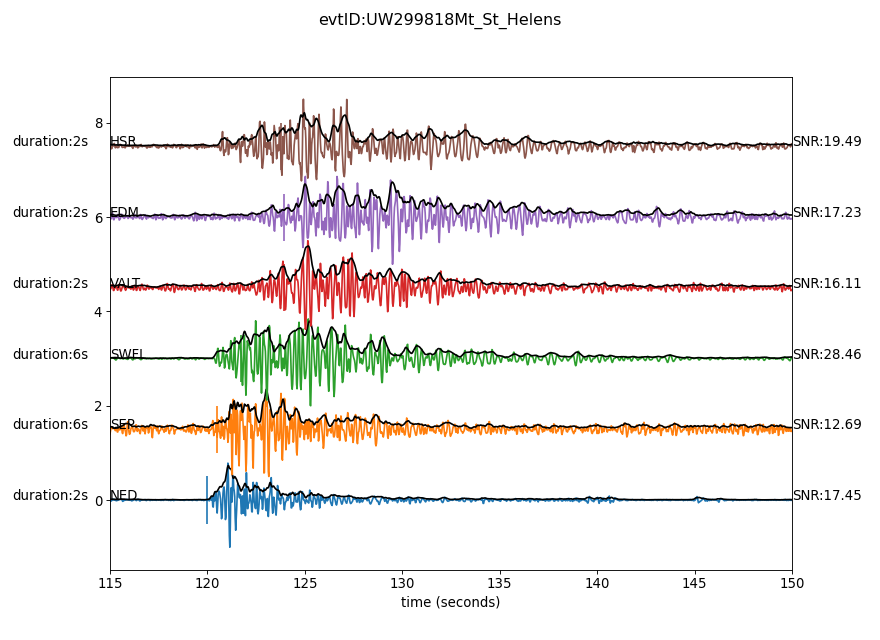 evtID:UW299818Mt_St_Helens
8
duration:2s HSR SNR:19.49
duration:2s EDM SNR:17.23
6
duration:2s VALT SNR:16.11
4
duration:6s SWFL SNR:28.46
2
duration:6s SEP SNR:12.69
duration:2s NED SNR:17.45
0
115 120 125 130 135 140 145 150
time (seconds)